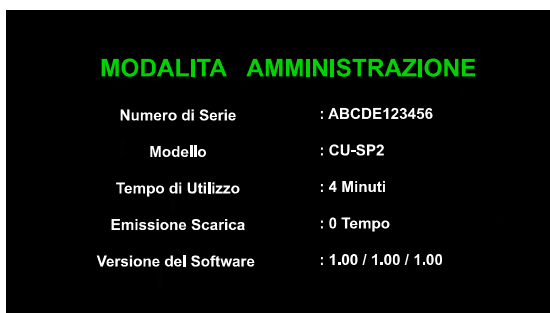 MODALITA AMMINISTRAZIONE
Numero di Serie : ABCDE123456
Modello : CU-SP2
Tempo di Utilizzo : 4 Minuti
Emissione Scarica : 0 Tempo
Versione del Software : 1.00 / 1.00 / 1.00